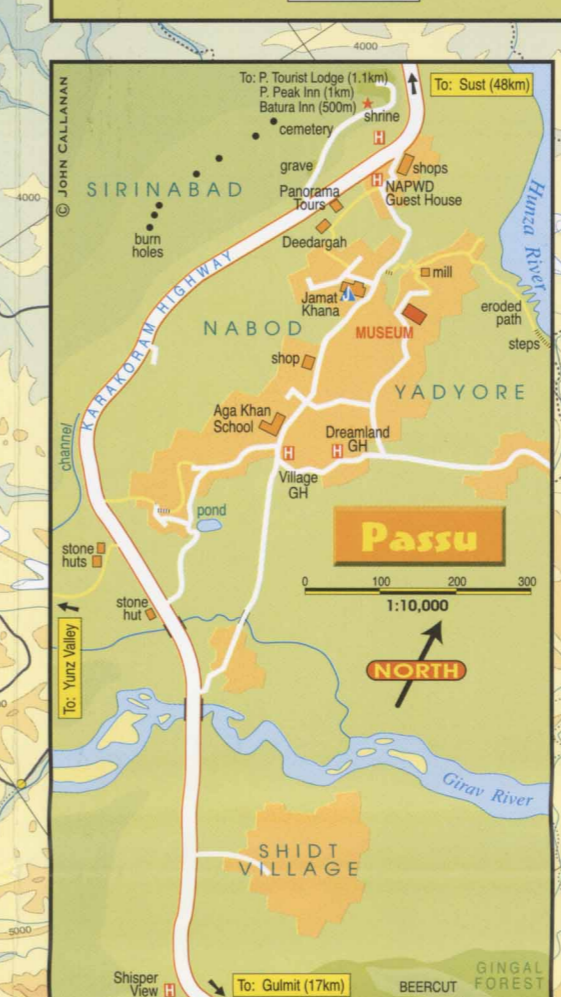 4000
© JOHN CALLANAN
To: P. Tourist Lodge (1.1km)
P. Peak Inn (1km)
Batura Inn (500m)
To: Sust (48km)
shrine
H
cemetery
grave
shops
H
NAPWD
Guest House
SIRINABAD
4000
Panorama
Tours
Deedargah
burn
holes
Hunza River
mill
Jamat
Khana
MUSEUM
eroded
path
steps
KARAKORAM HIGHWAY
NABOD
shop
YADYORE
Aga Khan
School
Dreamland
GH
H
H
Village
GH
channel
pond
Passu
stone
huts
0 100 200 300
1:10,000
stone
hut
To: Yunz Valley
NORTH
Girav River
SHIDT
VILLAGE
5000
Shisper
View
H
To: Gulmit (17km)
BEERCUT
GINGAL
FOREST